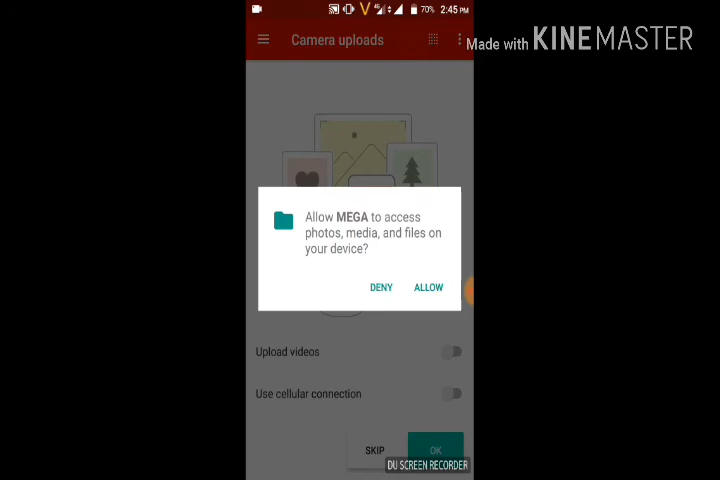 4G 70% 2:45 PM
Camera uploads
Made with KINEMASTER
Allow MEGA to access
photos, media, and files on
your device?
DENY ALLOW
Upload videos
Use cellular connection
SKIP OK
DU SCREEN RECORDER